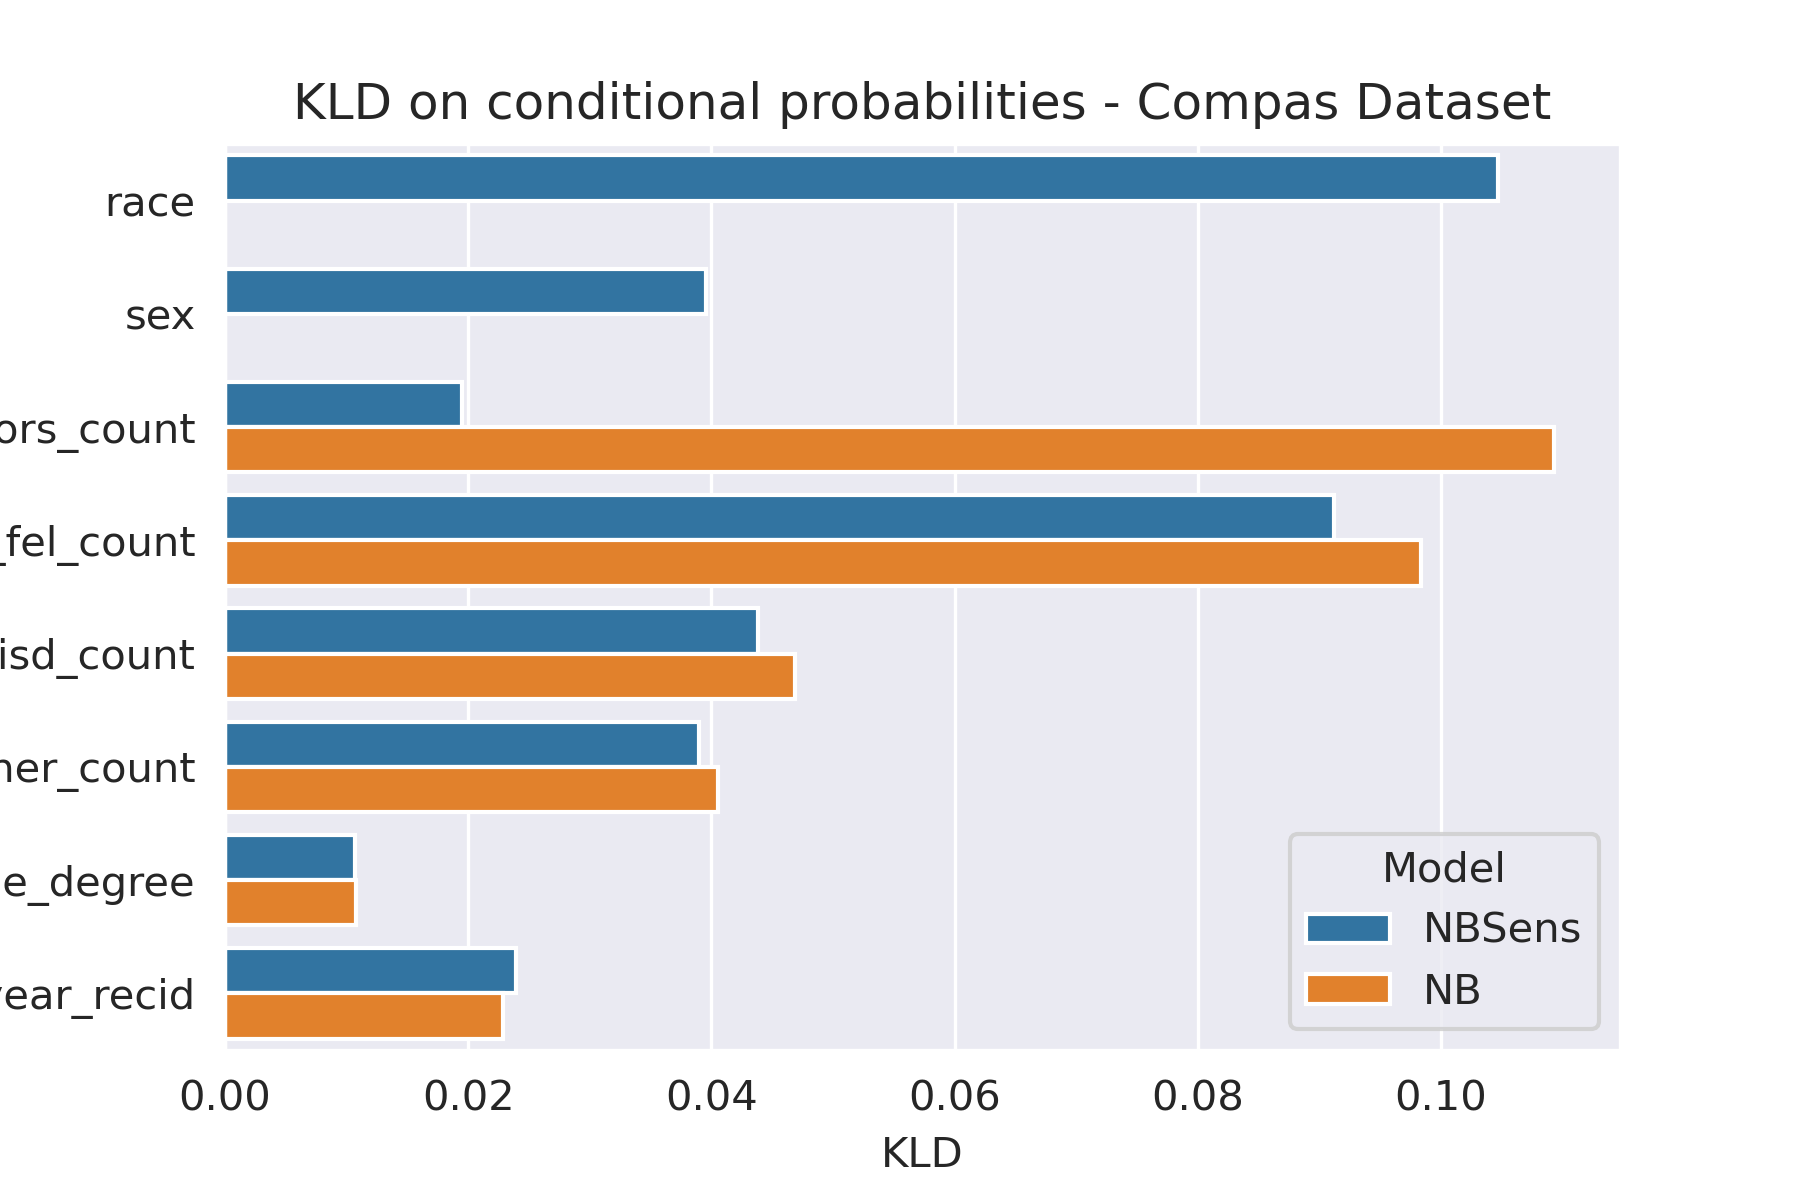 KLD on conditional probabilities - Compas Dataset
race
sex
ors_count
_fel_count
isd_count
her_count
e_degree
year_recid
Model
NBSens
NB
0.00 0.02 0.04 0.06 0.08 0.10
KLD